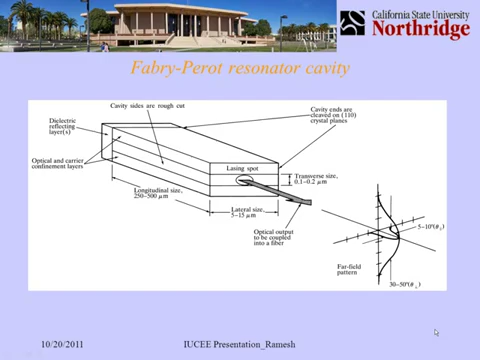 California State University
Northridge
Fabry-Perot resonator cavity
Cavity sides are rough cut
Cavity ends are
cleaved on (110)
crystal planes
Dielectric
reflecting
layer(s)
Lasing spot
Optical and carrier
confinement layers
Transverse size,
0.1–0.2 μm
Longitudinal size,
250–500 μm
Lateral size,
5–15 μm
Optical output
to be coupled
into a fiber
5–10°(θ∥)
Far-field
pattern
30–50°(θ⊥)
10/20/2011
IUCEE Presentation_Ramesh